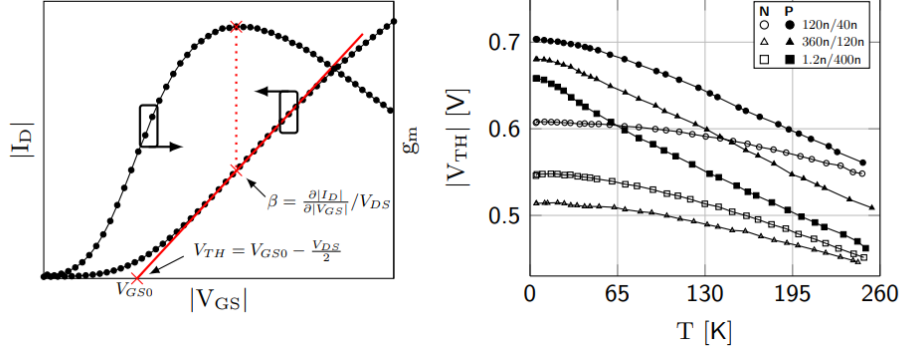 |I_D|
g_m
β = ∂|I_D| / ∂|V_GS| / V_DS
V_TH = V_GS0 − V_DS / 2
V_GS0
|V_GS|
|V_TH| [V]
0.7
0.6
0.5
N P
120n/40n
360n/120n
1.2n/400n
0 65 130 195 260
T [K]